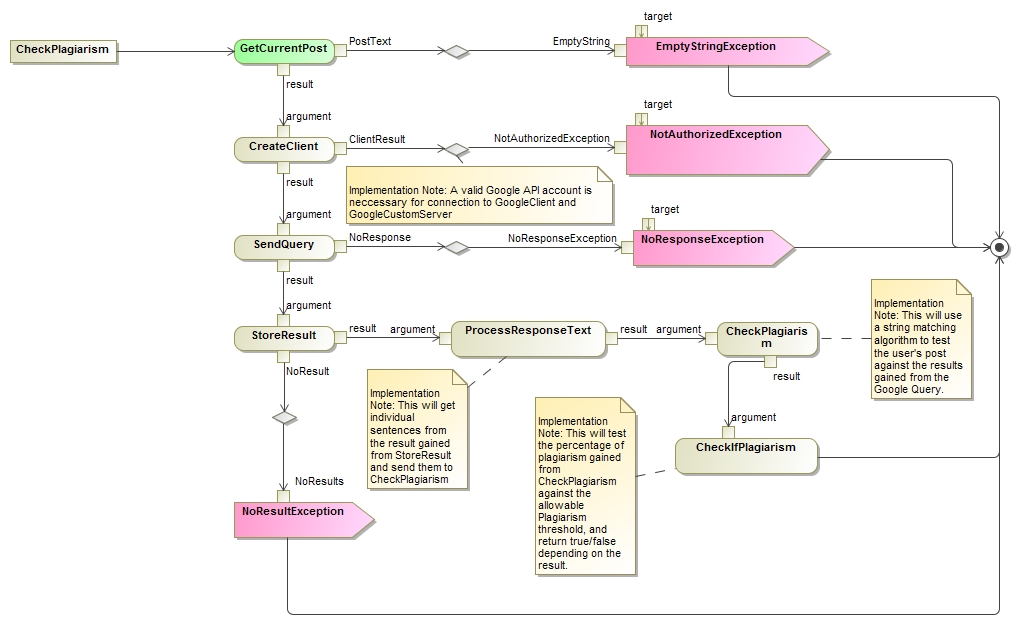 target
CheckPlagiarism
GetCurrentPost
PostText
EmptyString
EmptyStringException
result
argument
target
CreateClient
ClientResult
NotAuthorizedException
NotAuthorizedException
result
Implementation Note: A valid Google API account is
neccessary for connection to GoogleClient and
GoogleCustomServer
argument
target
SendQuery
NoResponse
NoResponseException
NoResponseException
result
argument
StoreResult
result
argument
ProcessResponseText
result
argument
CheckPlagiaris
m
Implementation
Note: This will use
a string matching
algorithm to test
the user's post
against the results
gained from the
Google Query.
NoResult
result
Implementation
Note: This will get
individual
sentences from
the result gained
from StoreResult
and send them to
CheckPlagiarism
Implementation
Note: This will test
the percentage of
plagiarism gained
from
CheckPlagiarism
against the
allowable
Plagiarism
threshold, and
return true/false
depending on the
result.
argument
CheckIfPlagiarism
NoResults
NoResultException